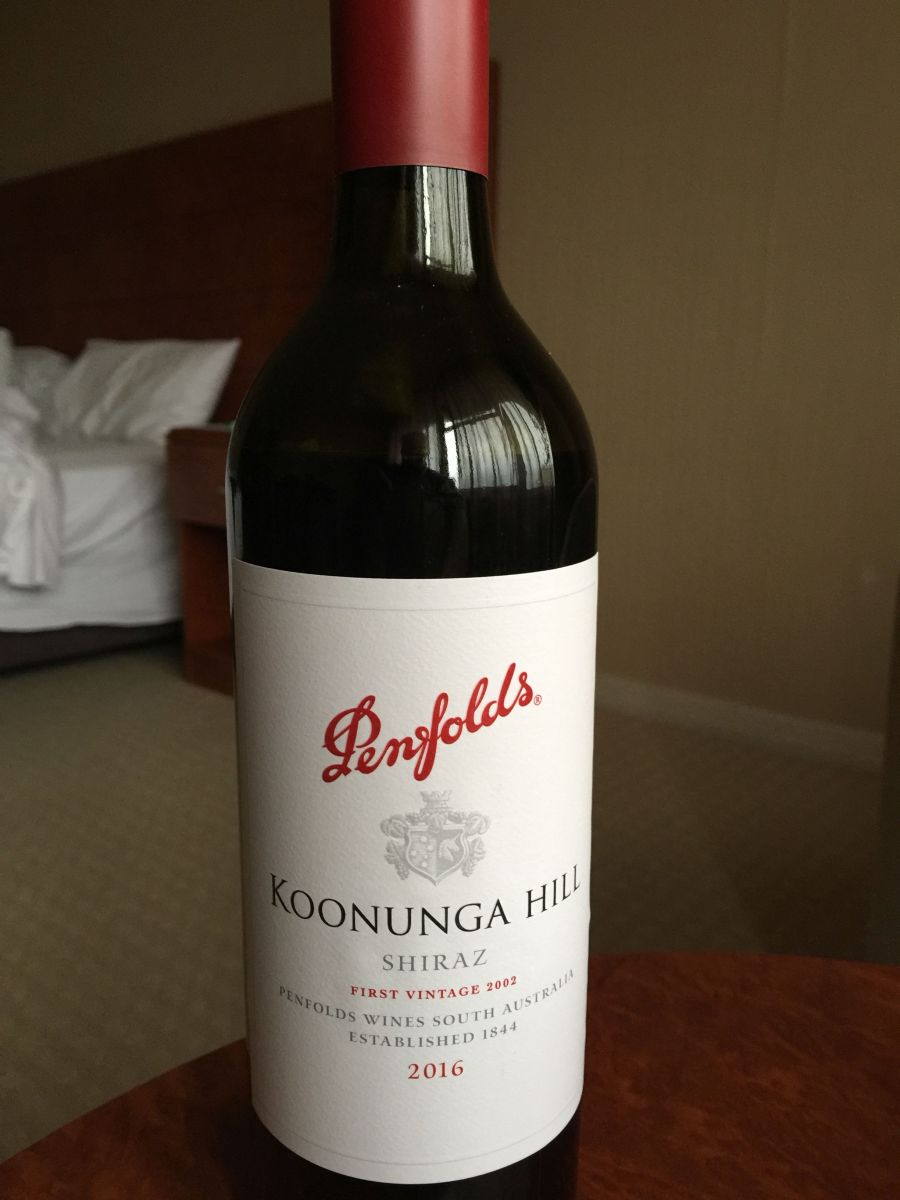 Penfolds®
KOONUNGA HILL
SHIRAZ
FIRST VINTAGE 2002
PENFOLDS WINES SOUTH AUSTRALIA
ESTABLISHED 1844
2016